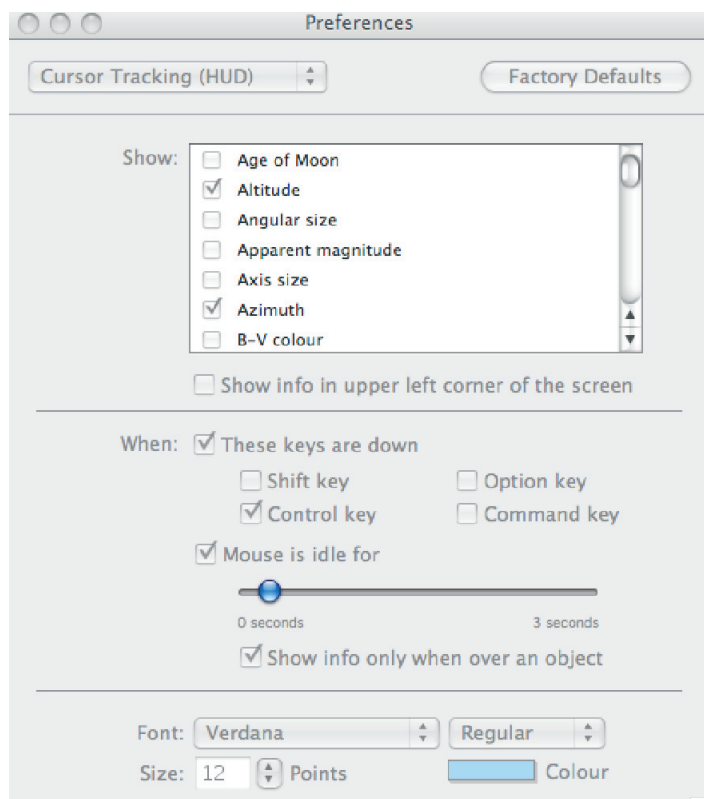 Preferences
Cursor Tracking (HUD) Factory Defaults
Show: Age of Moon
Altitude
Angular size
Apparent magnitude
Axis size
Azimuth
B-V colour
Show info in upper left corner of the screen
When: These keys are down
Shift key Option key
Control key Command key
Mouse is idle for
0 seconds 3 seconds
Show info only when over an object
Font: Verdana Regular
Size: 12 Points Colour